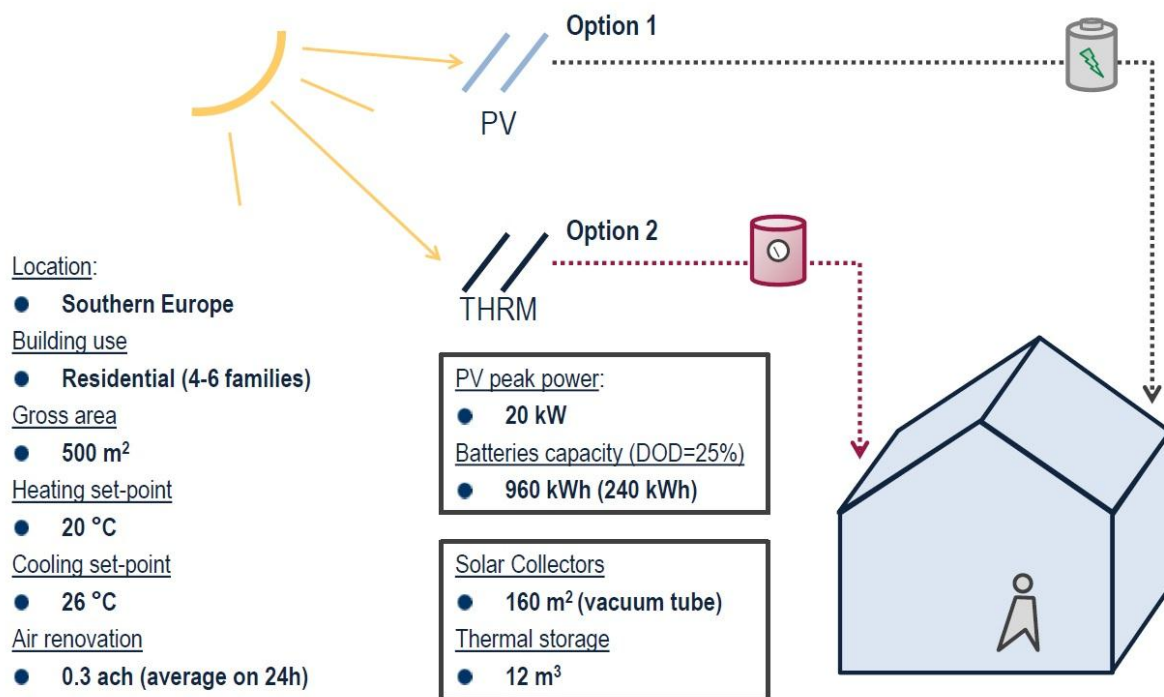 Option 1
PV
Option 2
THRM
Location:
Southern Europe
Building use
Residential (4-6 families)
Gross area
500 m²
Heating set-point
20 °C
Cooling set-point
26 °C
Air renovation
0.3 ach (average on 24h)
PV peak power:
20 kW
Batteries capacity (DOD=25%)
960 kWh (240 kWh)
Solar Collectors
160 m² (vacuum tube)
Thermal storage
12 m³